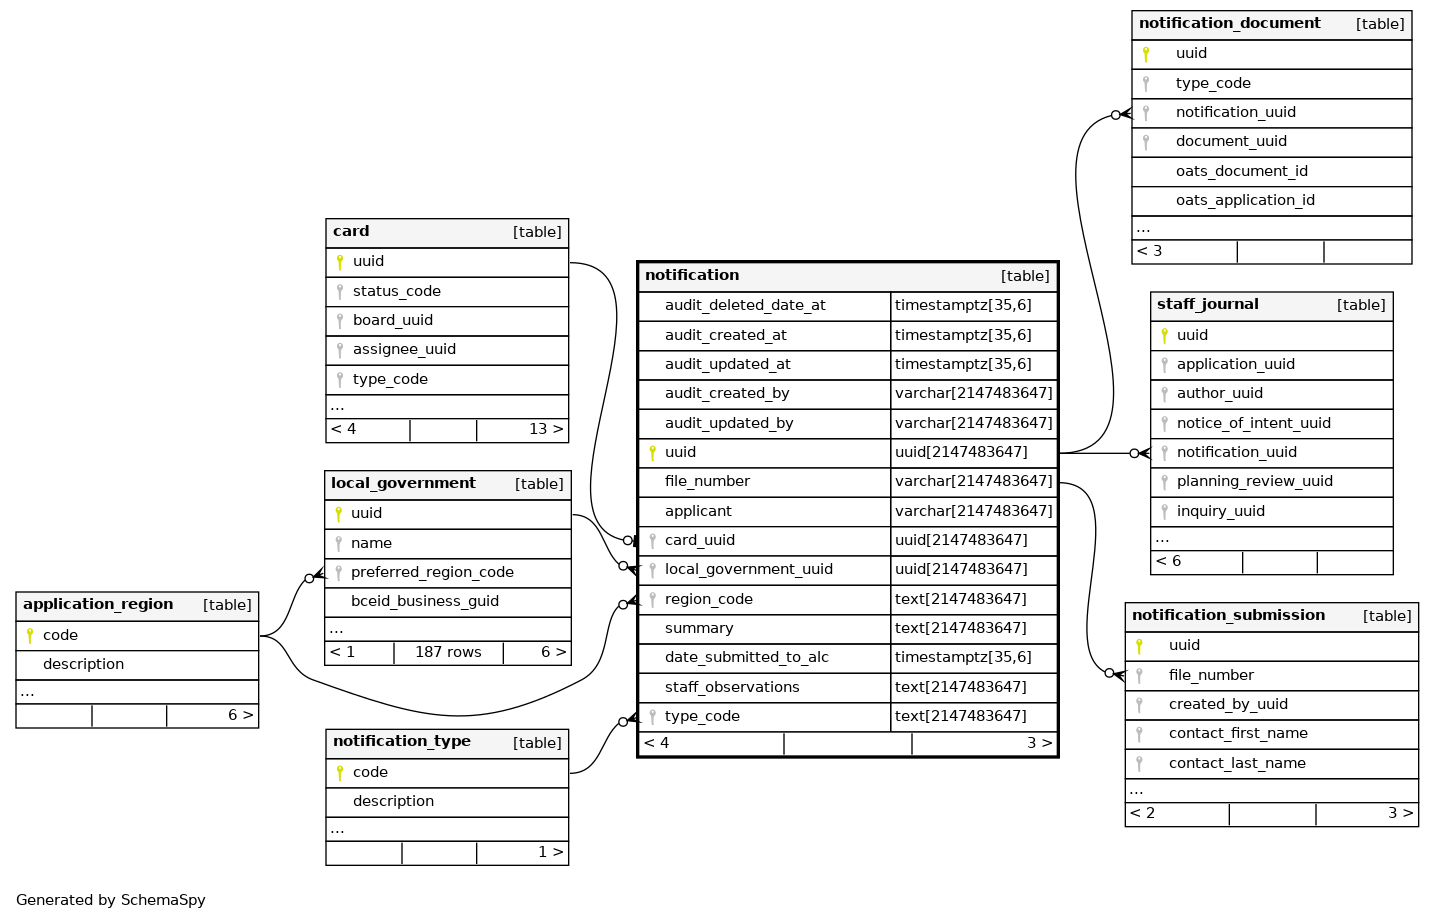 notification_document [table]
uuid
type_code
notification_uuid
document_uuid
oats_document_id
oats_application_id
...
< 3
card [table]
uuid
status_code
board_uuid
assignee_uuid
type_code
...
< 4 13 >
notification [table]
audit_deleted_date_at timestamptz[35,6]
audit_created_at timestamptz[35,6]
audit_updated_at timestamptz[35,6]
audit_created_by varchar[2147483647]
audit_updated_by varchar[2147483647]
uuid uuid[2147483647]
file_number varchar[2147483647]
applicant varchar[2147483647]
card_uuid uuid[2147483647]
local_government_uuid uuid[2147483647]
region_code text[2147483647]
summary text[2147483647]
date_submitted_to_alc timestamptz[35,6]
staff_observations text[2147483647]
type_code text[2147483647]
< 4 3 >
staff_journal [table]
uuid
application_uuid
author_uuid
notice_of_intent_uuid
notification_uuid
planning_review_uuid
inquiry_uuid
...
< 6
local_government [table]
uuid
name
preferred_region_code
bceid_business_guid
...
< 1 187 rows 6 >
application_region [table]
code
description
...
6 >
notification_submission [table]
uuid
file_number
created_by_uuid
contact_first_name
contact_last_name
...
< 2 3 >
notification_type [table]
code
description
...
1 >
Generated by SchemaSpy